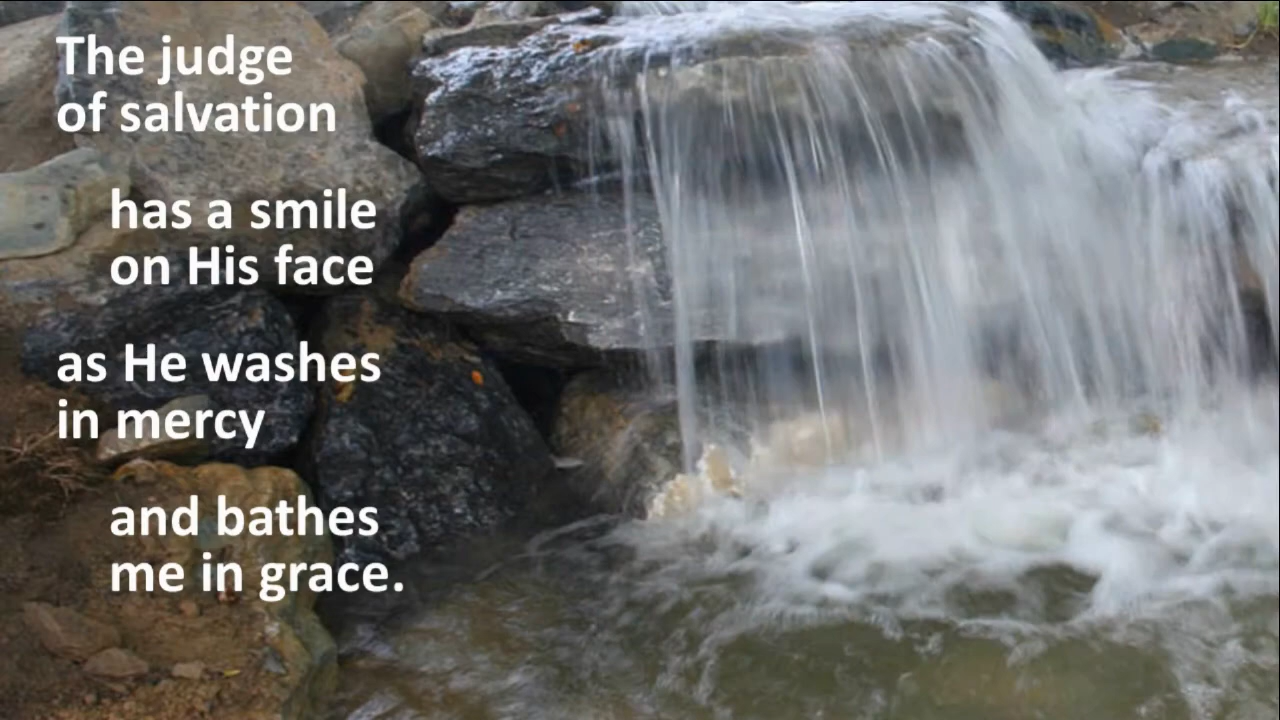 The judge
of salvation
has a smile
on His face
as He washes
in mercy
and bathes
me in grace.